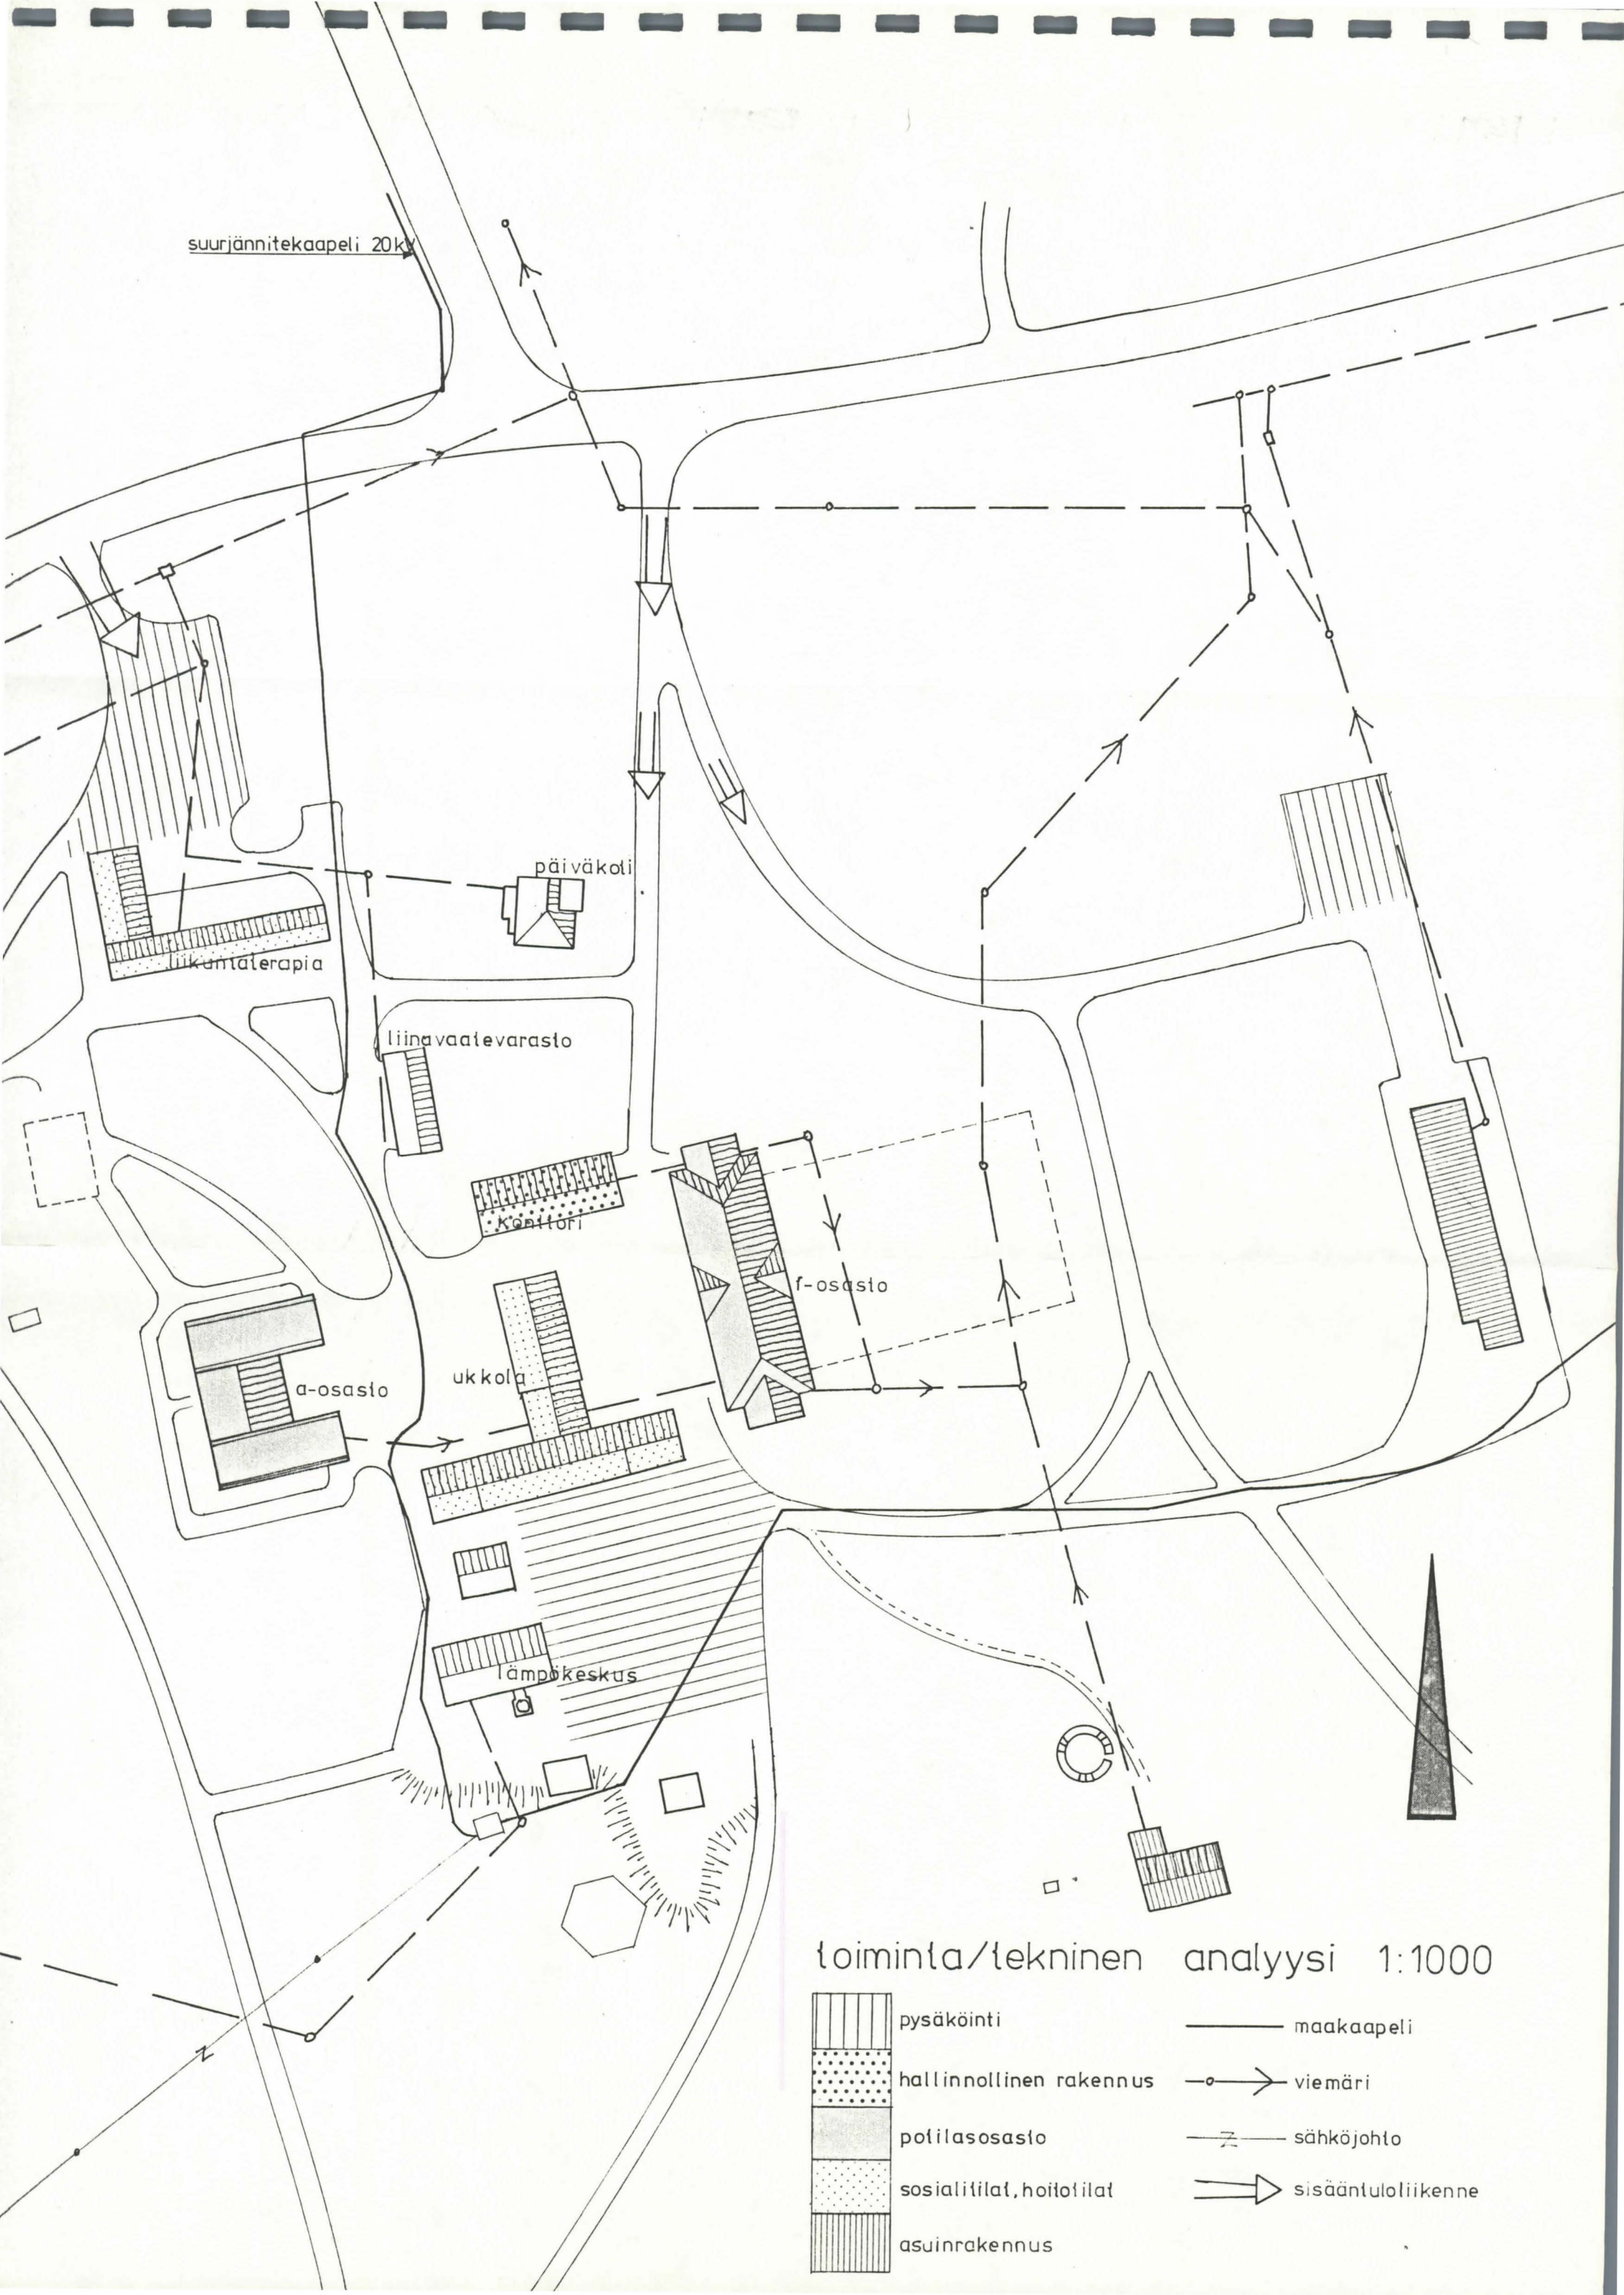 suurjännitekaapeli 20kV
päiväkoti
liikuntaterapia
liinavaatevarasto
konttori
f-osasto
ukkola
a-osasto
lämpökeskus
toiminta/tekninen analyysi 1:1000
pysäköinti
hallinnollinen rakennus
potilasosasto
sosialitilat, hoitotilat
asuinrakennus
maakaapeli
viemäri
sähköjohto
sisääntuloliikenne